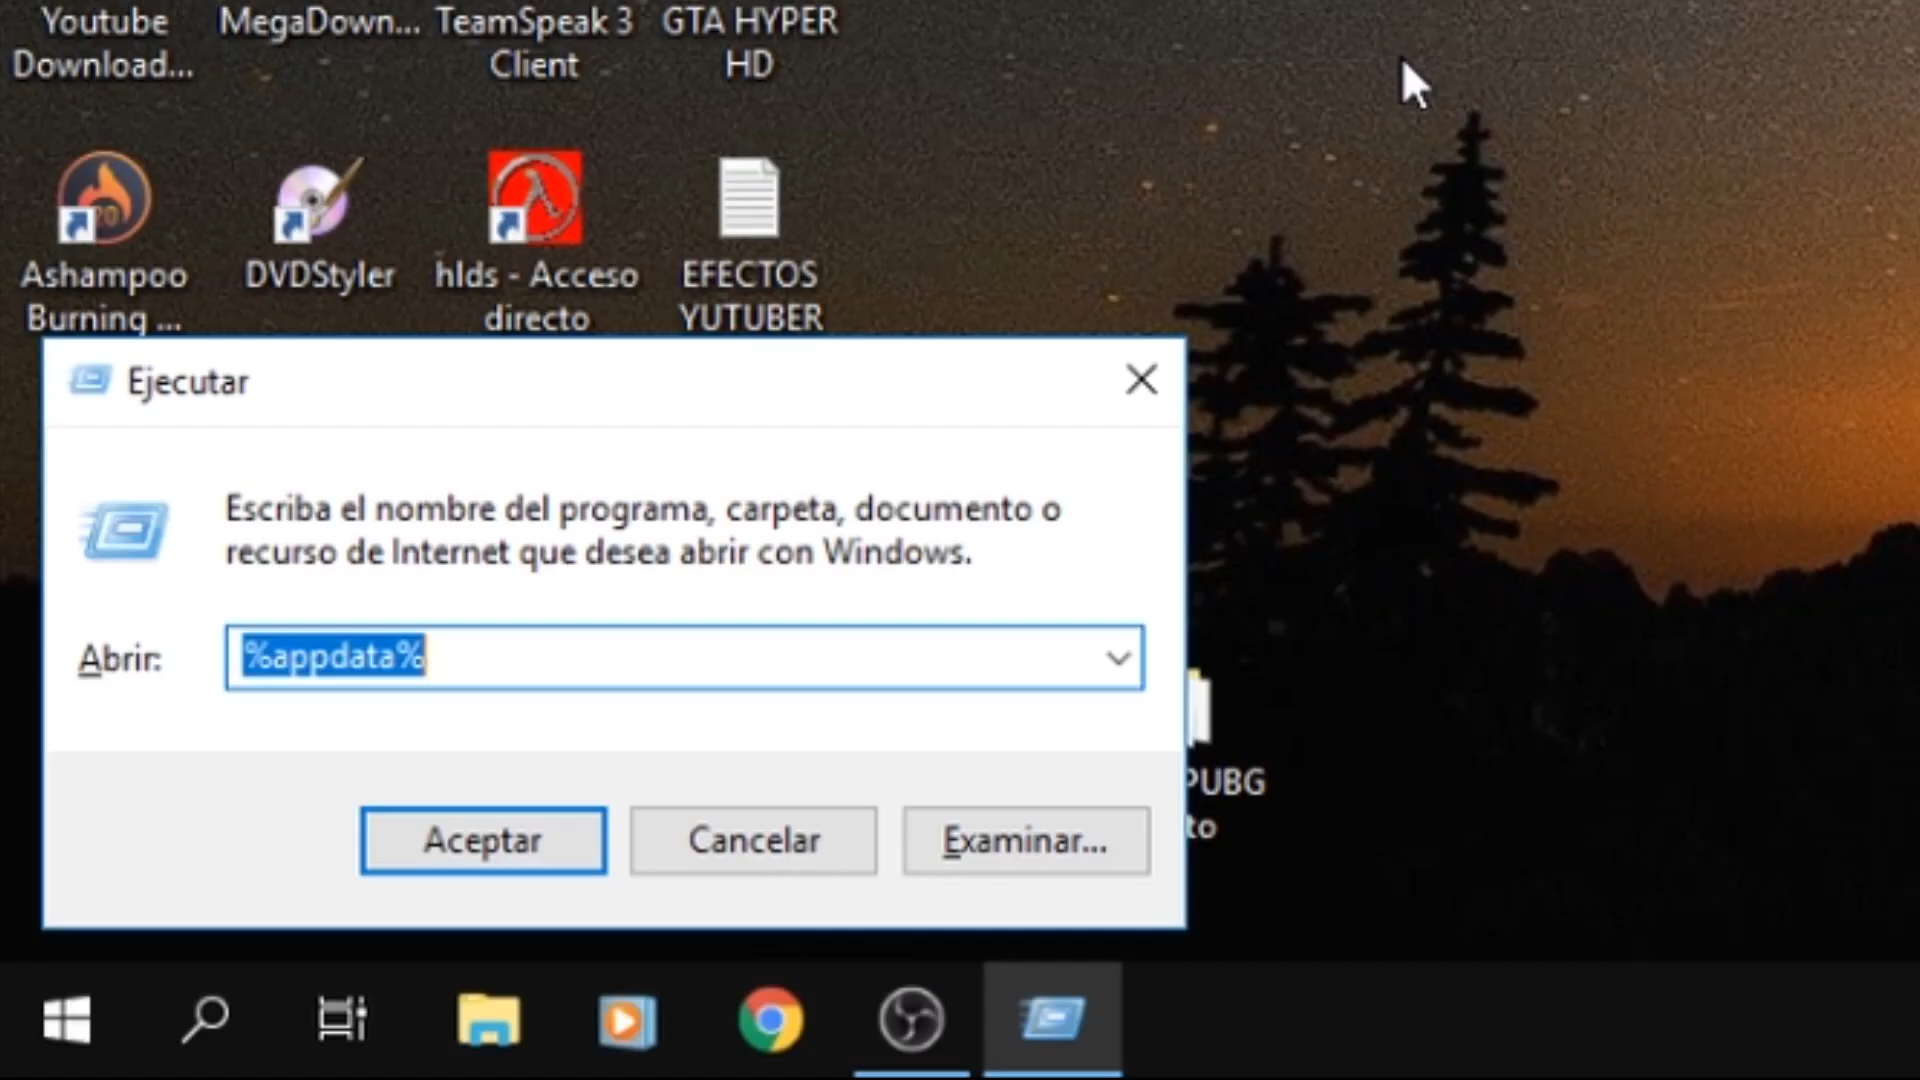 Youtube
Download...
MegaDown...
TeamSpeak 3
Client
GTA HYPER
HD
Ashampoo
Burning ...
DVDStyler
hlds - Acceso
directo
EFECTOS
YUTUBER
Ejecutar
Escriba el nombre del programa, carpeta, documento o
recurso de Internet que desea abrir con Windows.
Abrir:
%appdata%
PUBG
to
Aceptar
Cancelar
Examinar...